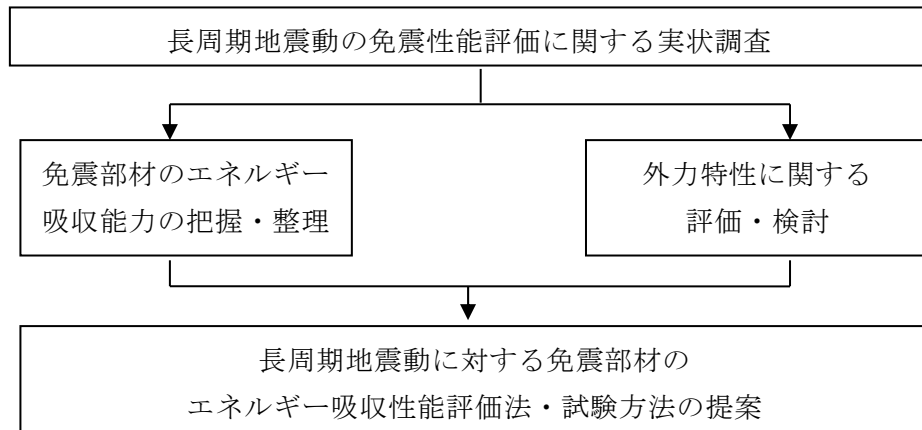 長周期地震動の免震性能評価に関する実状調査
免震部材のエネルギー
吸収能力の把握・整理
外力特性に関する
評価・検討
長周期地震動に対する免震部材の
エネルギー吸収性能評価法・試験方法の提案